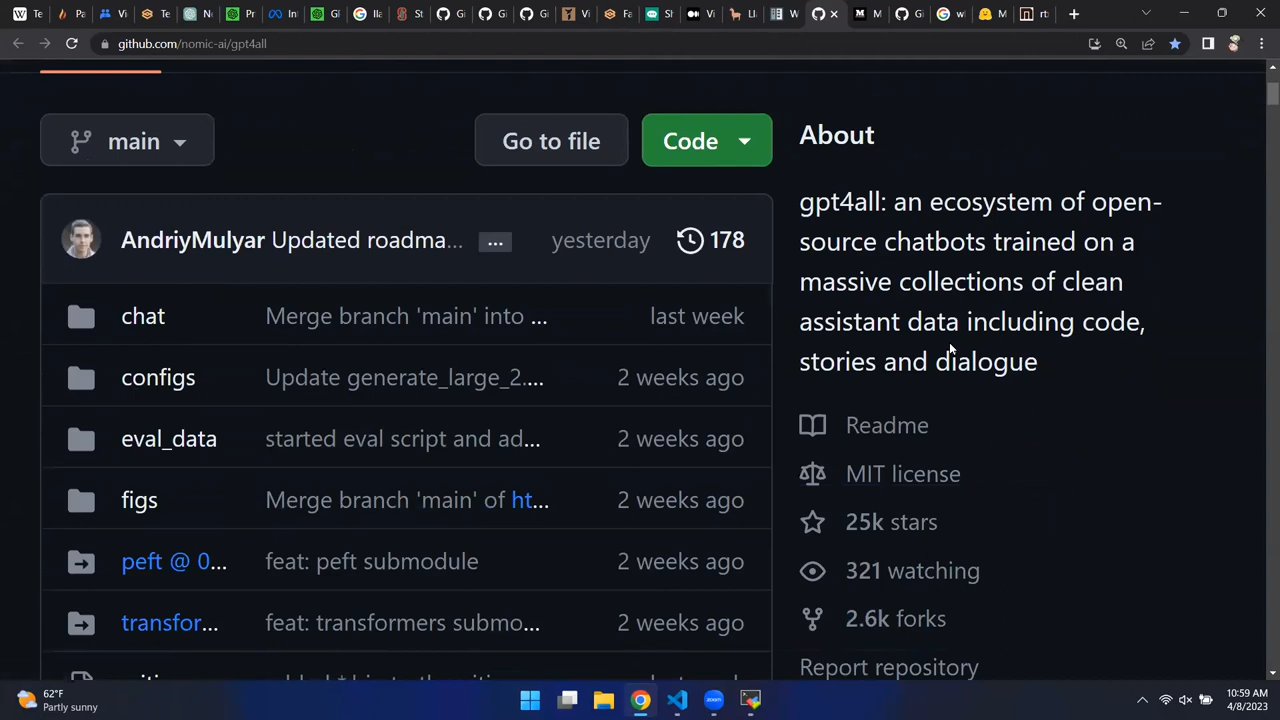 github.com/nomic-ai/gpt4all
main
Go to file
Code
About
AndriyMulyar Updated roadma... ... yesterday 178
gpt4all: an ecosystem of open-
source chatbots trained on a
massive collections of clean
assistant data including code,
stories and dialogue
chat Merge branch 'main' into ... last week
configs Update generate_large_2.... 2 weeks ago
eval_data started eval script and ad... 2 weeks ago
figs Merge branch 'main' of ht... 2 weeks ago
peft @ 0... feat: peft submodule 2 weeks ago
transfor... feat: transformers submo... 2 weeks ago
Readme
MIT license
25k stars
321 watching
2.6k forks
Report repository
62°F
Partly sunny
zoom
10:59 AM
4/8/2023